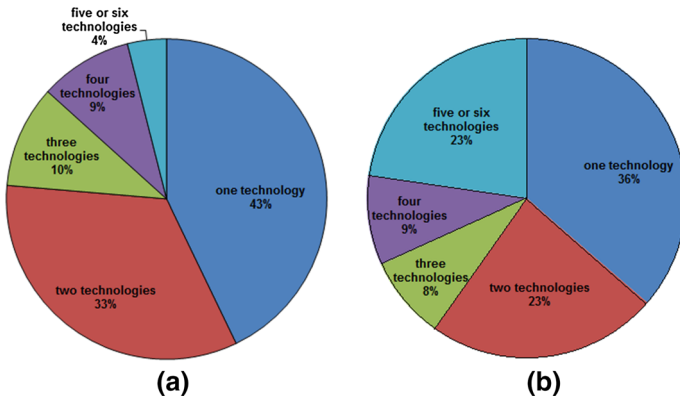 five or six
technologies
4%
four
technologies
9%
three
technologies
10%
one technology
43%
two technologies
33%
(a)
five or six
technologies
23%
one technology
36%
four
technologies
9%
three
technologies
8%
two technologies
23%
(b)